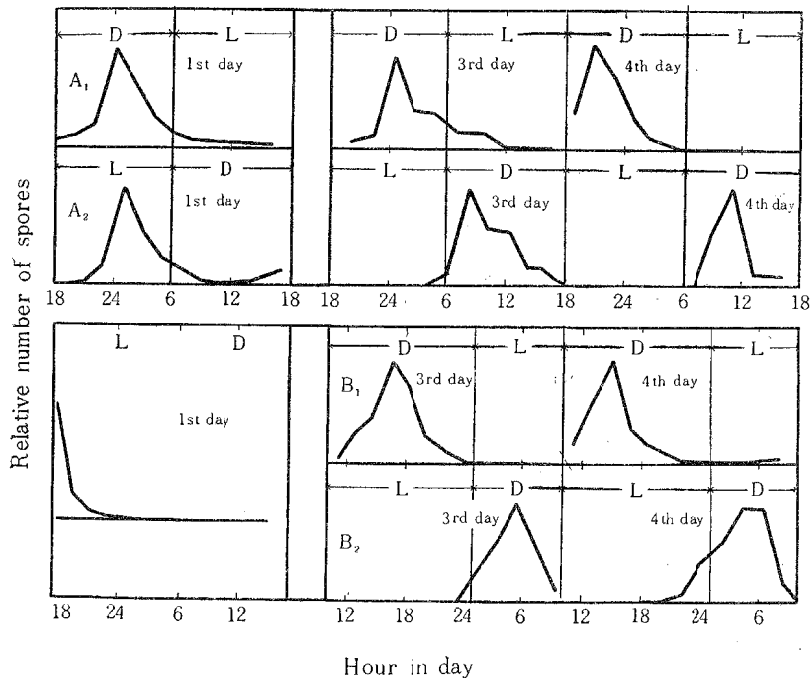 D L D L D L
A₁ 1st day 3rd day 4th day
L D L D L D
A₂ 1st day 3rd day 4th day
18 24 6 12 18 18 24 6 12 18 24 6 12 18
L D D L D L
1st day B₁ 3rd day 4th day
L D L D
B₂ 3rd day 4th day
18 24 6 12 12 18 24 6 12 18 24 6
Relative number of spores
Hour in day